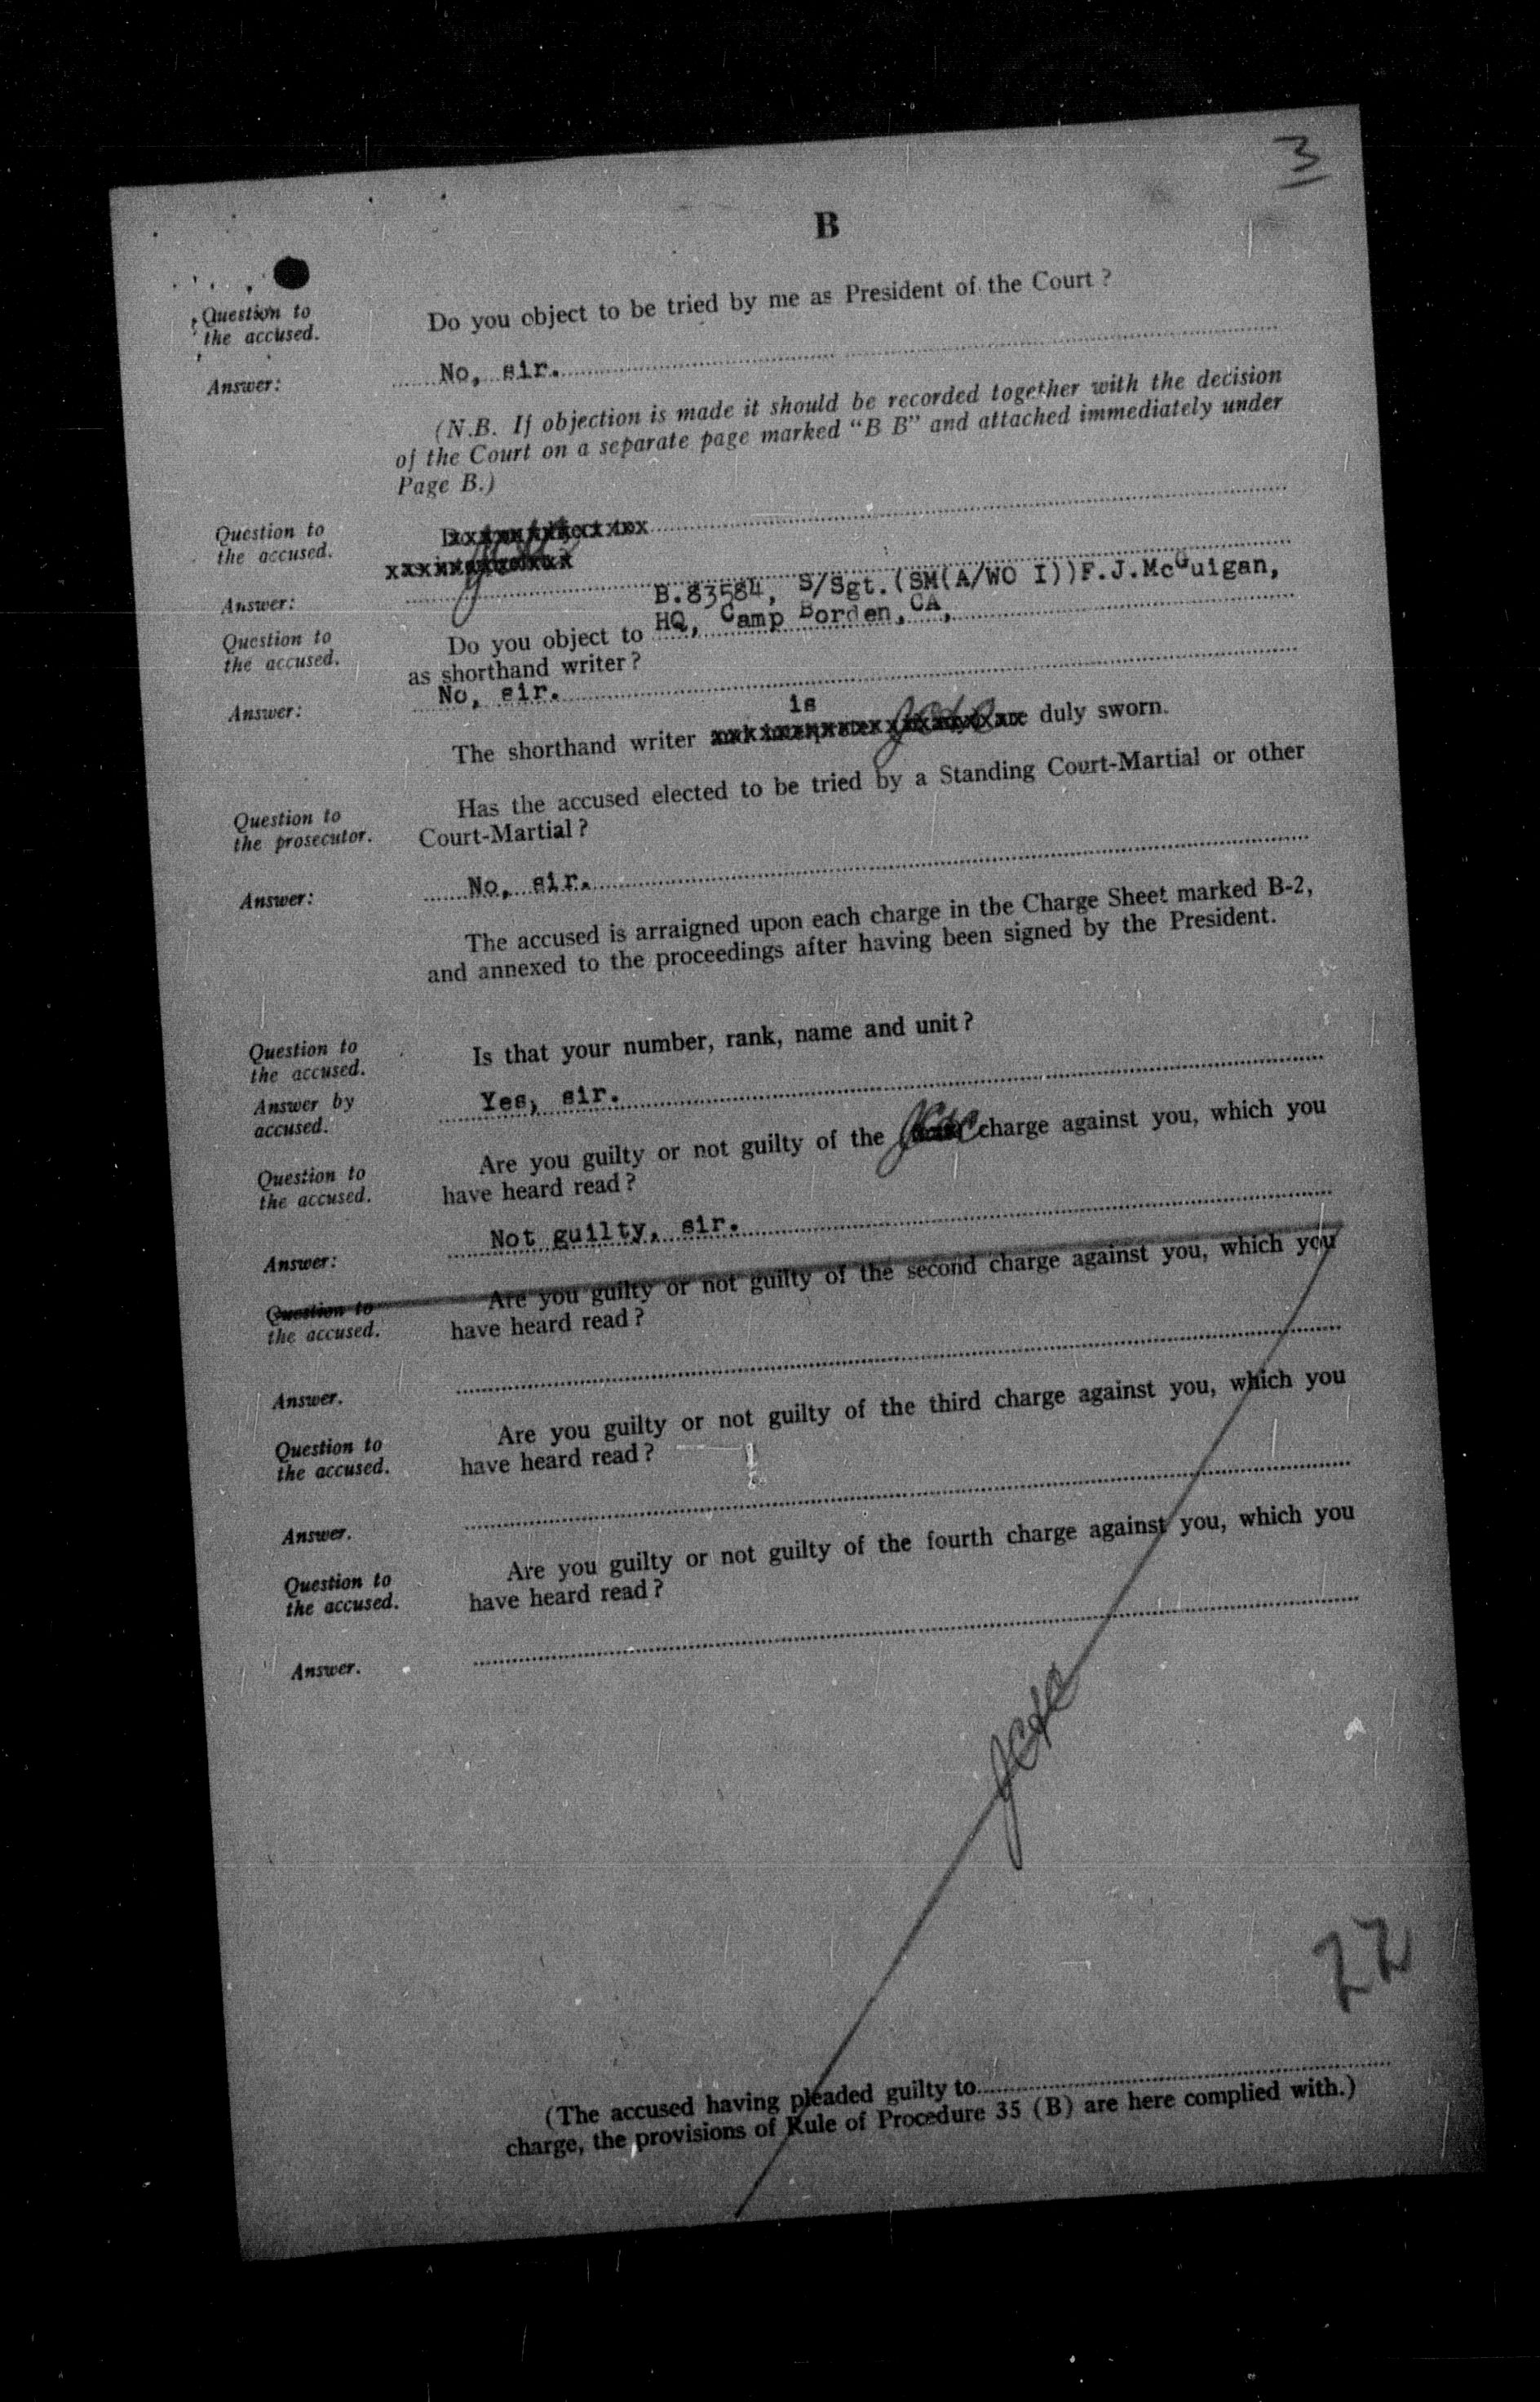 3
B
Question to
the accused.
Do you object to be tried by me as President of the Court?
Answer:
No, sir.
(N.B. If objection is made it should be recorded together with the decision
of the Court on a separate page marked “B B” and attached immediately under
Page B.)
Question to
the accused.
Answer:
Question to
the accused.
B.83584, S/Sgt.(SM(A/WO I))F.J.McGuigan,
Do you object to HQ, Camp Borden,CA,
as shorthand writer?
Answer:
No, sir.
is
The shorthand writer duly sworn.
Question to
the prosecutor.
Has the accused elected to be tried by a Standing Court-Martial or other
Court-Martial?
Answer:
No, sir.
The accused is arraigned upon each charge in the Charge Sheet marked B-2,
and annexed to the proceedings after having been signed by the President.
Question to
the accused.
Is that your number, rank, name and unit?
Answer by
accused.
Yes, sir.
Question to
the accused.
Are you guilty or not guilty of the charge against you, which you
have heard read?
Answer:
Not guilty, sir.
Question to
the accused.
Are you guilty or not guilty of the second charge against you, which you
have heard read?
Answer.
Question to
the accused.
Are you guilty or not guilty of the third charge against you, which you
have heard read?
Answer.
Question to
the accused.
Are you guilty or not guilty of the fourth charge against you, which you
have heard read?
Answer.
22
(The accused having pleaded guilty to
charge, the provisions of Rule of Procedure 35 (B) are here complied with.)